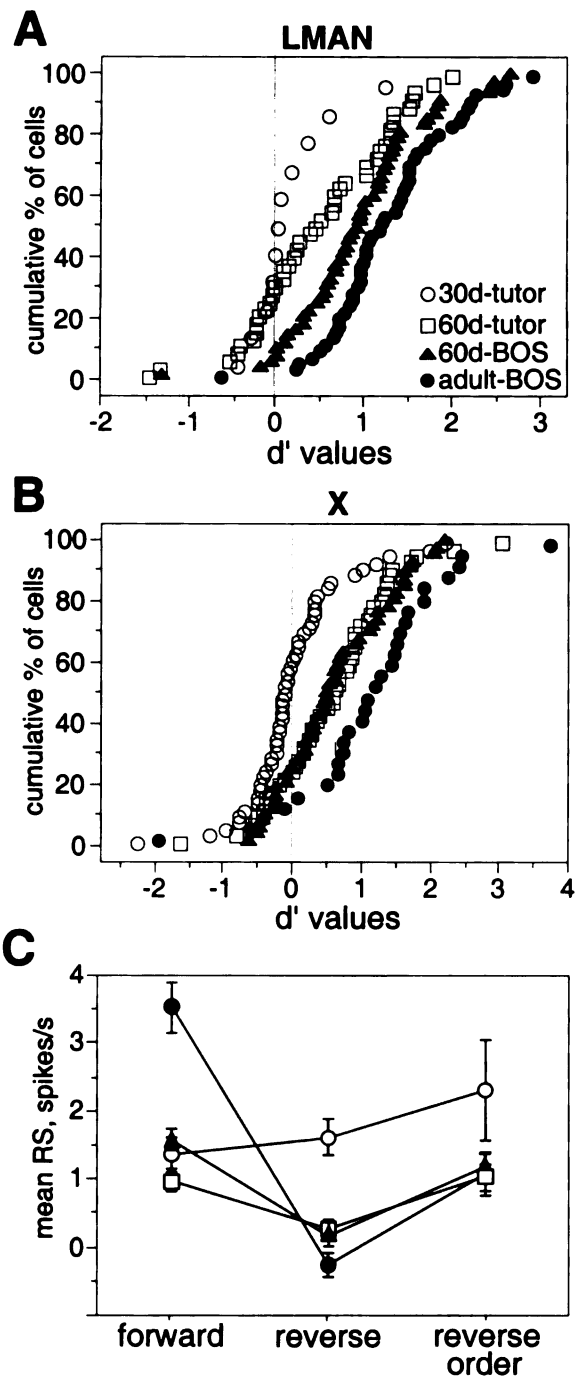 A
LMAN
100
80
60
40
20
0
cumulative % of cells
30d-tutor
60d-tutor
60d-BOS
adult-BOS
-2 -1 0 1 2 3
d' values
B
X
100
80
60
40
20
0
cumulative % of cells
-2 -1 0 1 2 3 4
d' values
C
4
3
2
1
0
mean RS, spikes/s
forward reverse reverse
order